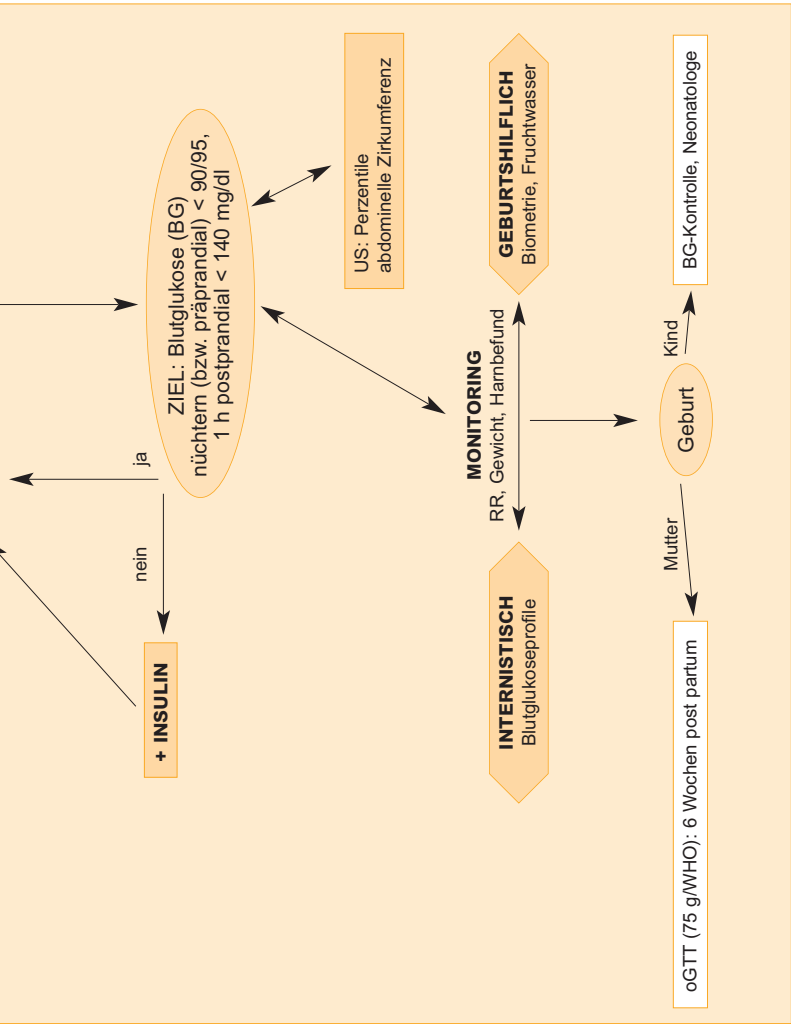 ZIEL: Blutglukose (BG)
nüchtern (bzw. präprandial) < 90/95,
1 h postprandial < 140 mg/dl
ja
nein
+ INSULIN
US: Perzentile
abdominelle Zirkumferenz
MONITORING
RR, Gewicht, Harnbefund
INTERNISTISCH
Blutglukoseprofile
GEBURTSHILFLICH
Biometrie, Fruchtwasser
Geburt
Mutter
Kind
oGTT (75 g/WHO): 6 Wochen post partum
BG-Kontrolle, Neonatologe